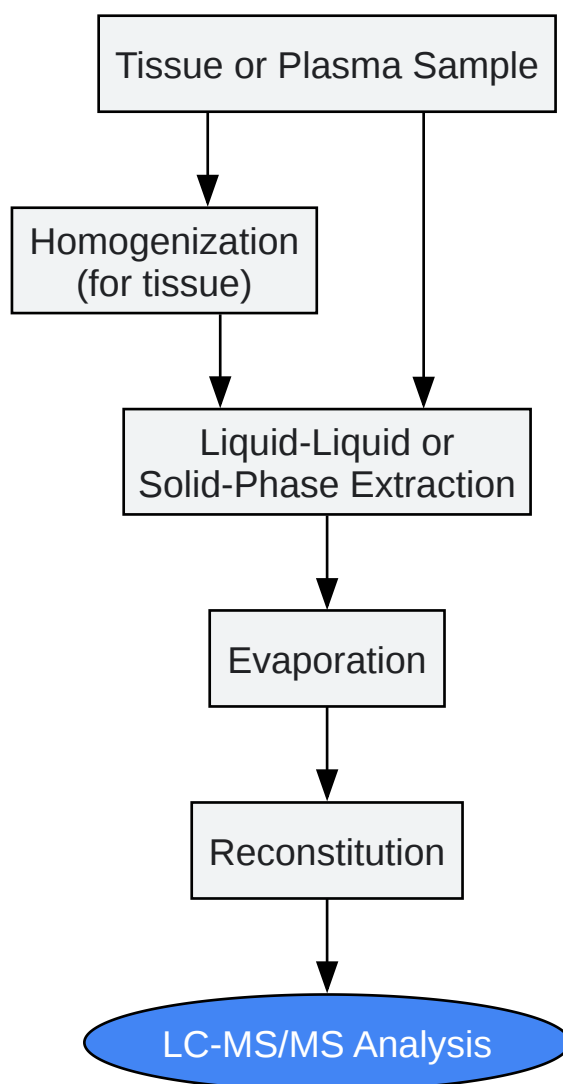 Tissue or Plasma Sample
Homogenization
(for tissue)
Liquid-Liquid or
Solid-Phase Extraction
Evaporation
Reconstitution
LC-MS/MS Analysis